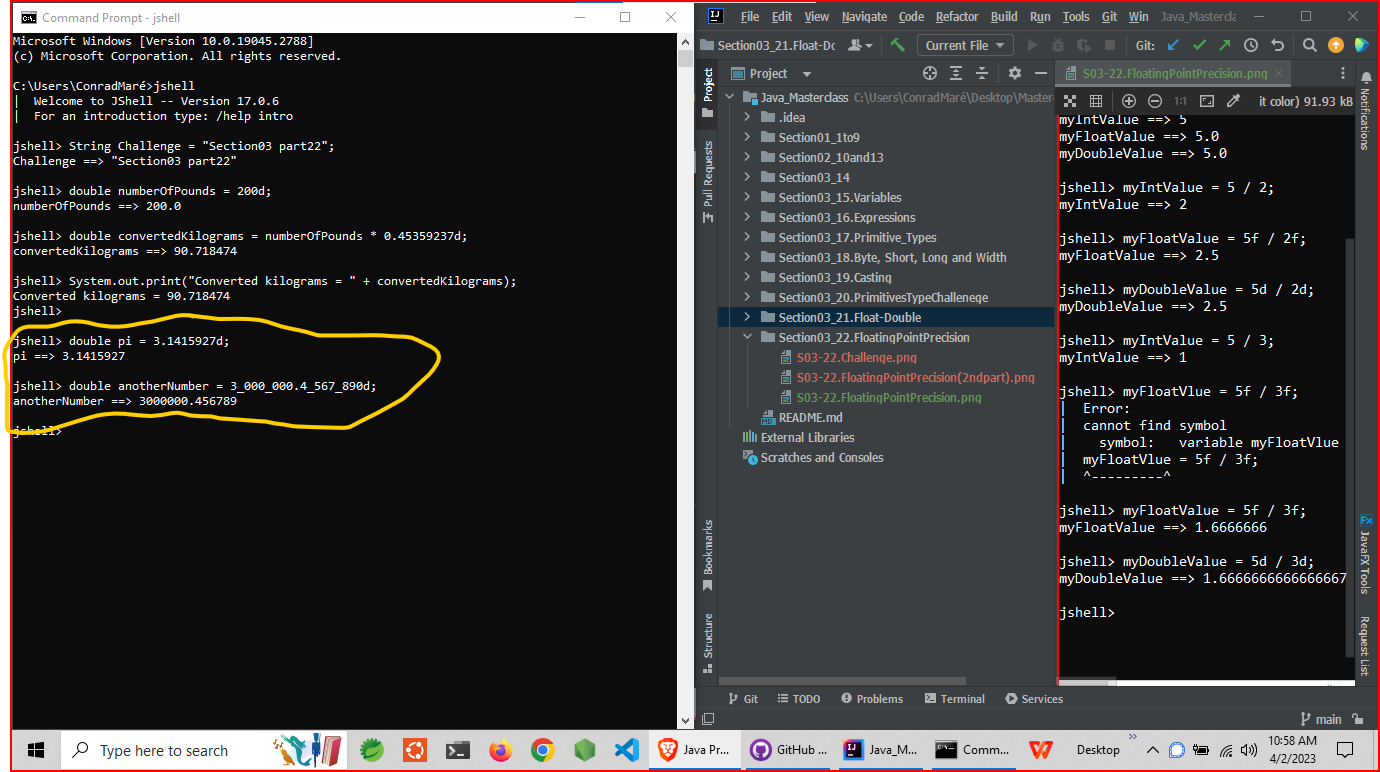 Command Prompt - jshell
Microsoft Windows [Version 10.0.19045.2788]
(c) Microsoft Corporation. All rights reserved.
C:\Users\ConradMaré>jshell
|  Welcome to JShell -- Version 17.0.6
|  For an introduction type: /help intro
jshell> String Challenge = "Section03 part22";
Challenge ==> "Section03 part22"
jshell> double numberOfPounds = 200d;
numberOfPounds ==> 200.0
jshell> double convertedKilograms = numberOfPounds * 0.45359237d;
convertedKilograms ==> 90.718474
jshell> System.out.print("Converted kilograms = " + convertedKilograms);
Converted kilograms = 90.718474
jshell>
jshell> double pi = 3.1415927d;
pi ==> 3.1415927
jshell> double anotherNumber = 3_000_000.4_567_890d;
anotherNumber ==> 3000000.456789
jshell>
IJ File Edit View Navigate Code Refactor Build Run Tools Git Win Java_Mastercla
Section03_21.Float-Dc Current File Git:
Project
S03-22.FloatingPointPrecision.png
Project
Pull Requests
Bookmarks
Structure
Java_Masterclass C:\Users\ConradMaré\Desktop\Master
.idea
Section01_1to9
Section02_10and13
Section03_14
Section03_15.Variables
Section03_16.Expressions
Section03_17.Primitive_Types
Section03_18.Byte, Short, Long and Width
Section03_19.Casting
Section03_20.PrimitivesTypeChallenege
Section03_21.Float-Double
Section03_22.FloatingPointPrecision
S03-22.Challenge.png
S03-22.FloatingPointPrecision(2ndpart).png
S03-22.FloatingPointPrecision.png
README.md
External Libraries
Scratches and Consoles
1:1 it color) 91.93 kB
myIntValue ==> 5
myFloatValue ==> 5.0
myDoubleValue ==> 5.0
jshell> myIntValue = 5 / 2;
myIntValue ==> 2
jshell> myFloatValue = 5f / 2f;
myFloatValue ==> 2.5
jshell> myDoubleValue = 5d / 2d;
myDoubleValue ==> 2.5
jshell> myIntValue = 5 / 3;
myIntValue ==> 1
jshell> myFloatVlue = 5f / 3f;
|  Error:
|  cannot find symbol
|    symbol:   variable myFloatVlue
|  myFloatVlue = 5f / 3f;
|  ^---------^
jshell> myFloatValue = 5f / 3f;
myFloatValue ==> 1.6666666
jshell> myDoubleValue = 5d / 3d;
myDoubleValue ==> 1.6666666666666667
jshell>
Notifications
JavaFX Tools
Request List
Git TODO Problems Terminal Services
main
Type here to search
Java Pr... GitHub ... Java_M... Comm... Desktop
10:58 AM
4/2/2023